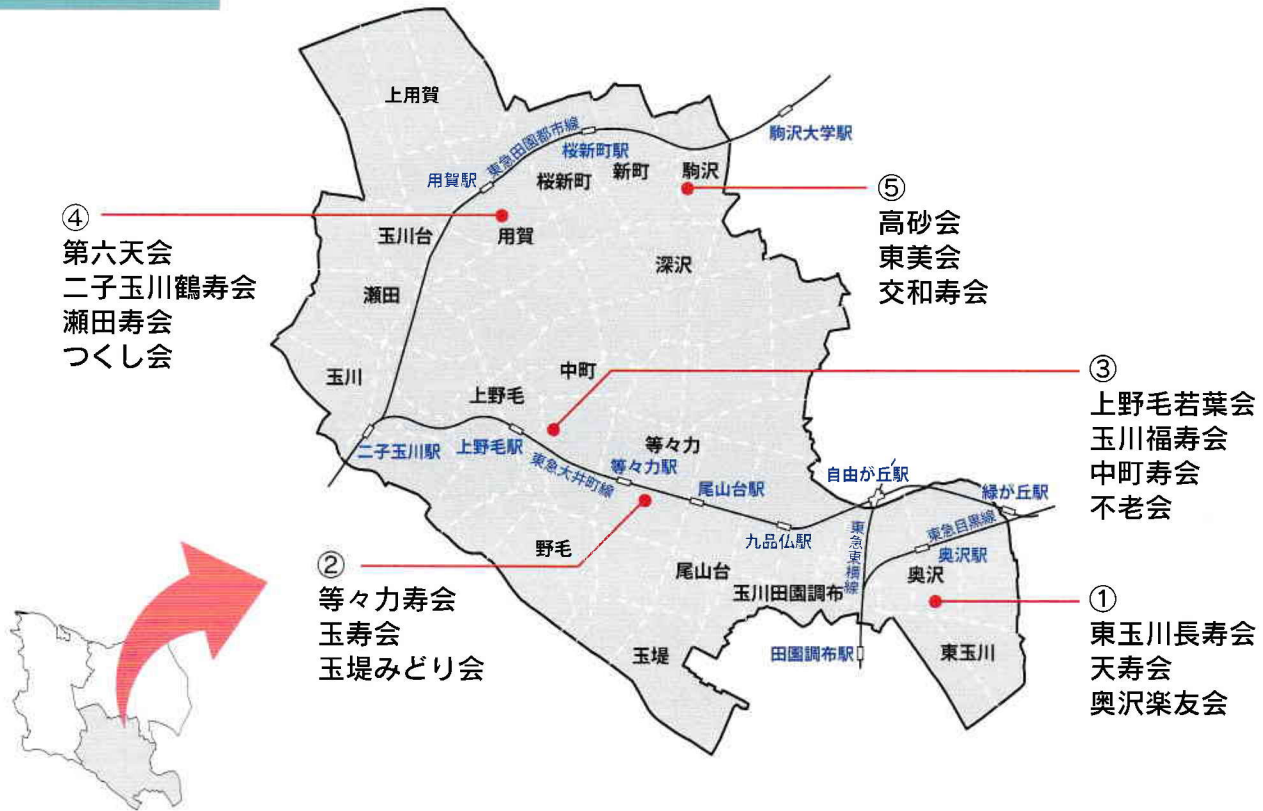 上用賀
駒沢大学駅
東急田園都市線
桜新町駅
用賀駅
桜新町
新町
駒沢
④
第六天会
二子玉川鶴寿会
瀬田寿会
つくし会
⑤
高砂会
東美会
交和寿会
玉川台
用賀
深沢
瀬田
玉川
中町
上野毛
③
上野毛若葉会
玉川福寿会
中町寿会
不老会
等々力
二子玉川駅
上野毛駅
東急大井町線
等々力駅
尾山台駅
九品仏駅
自由が丘駅
緑が丘駅
東急東横線
東急目黒線
奥沢駅
野毛
尾山台
玉川田園調布
奥沢
②
等々力寿会
玉寿会
玉堤みどり会
玉堤
田園調布駅
東玉川
①
東玉川長寿会
天寿会
奥沢楽友会